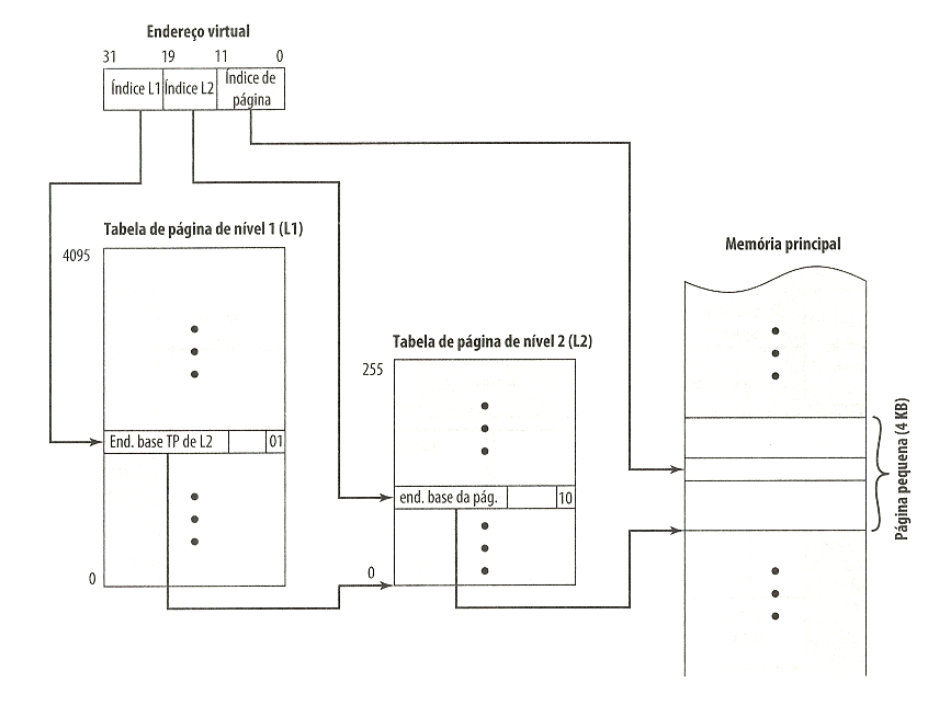 Endereço virtual
31 19 11 0
Índice L1 Índice L2 Índice de
página
Tabela de página de nível 1 (L1)
4095
End. base TP de L2 01
0
Tabela de página de nível 2 (L2)
255
end. base da pág. 10
0
Memória principal
Página pequena (4 KB)